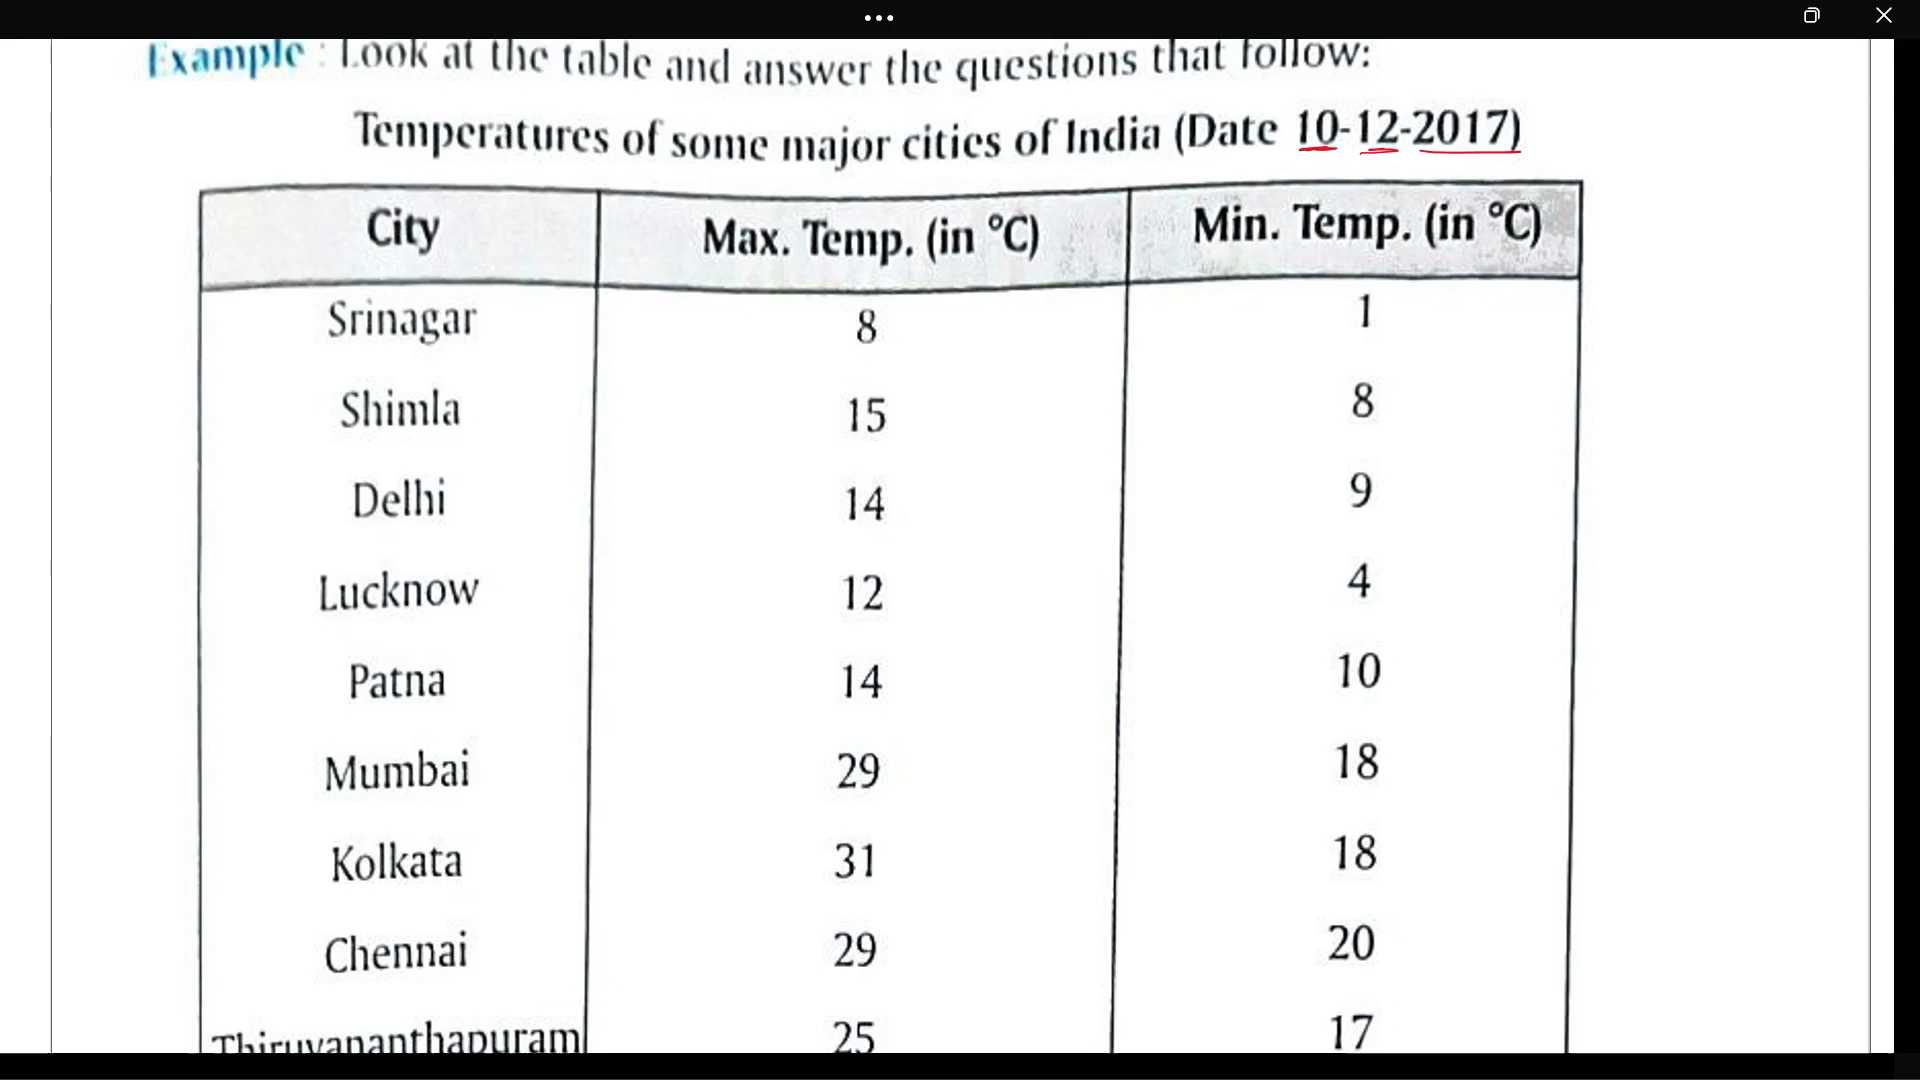 Example : Look at the table and answer the questions that follow:
Temperatures of some major cities of India (Date 10-12-2017)
City Max. Temp. (in °C) Min. Temp. (in °C)
Srinagar 8 1
Shimla 15 8
Delhi 14 9
Lucknow 12 4
Patna 14 10
Mumbai 29 18
Kolkata 31 18
Chennai 29 20
Thiruvananthapuram 25 17